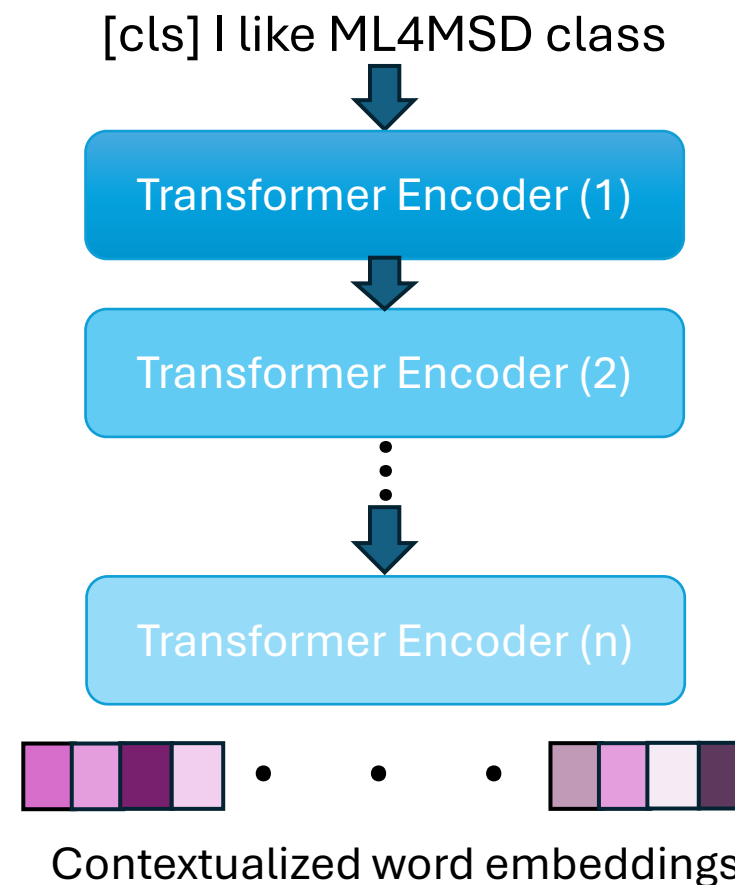 [cls] I like ML4MSD class
Transformer Encoder (1)
Transformer Encoder (2)
Transformer Encoder (n)
Contextualized word embeddings